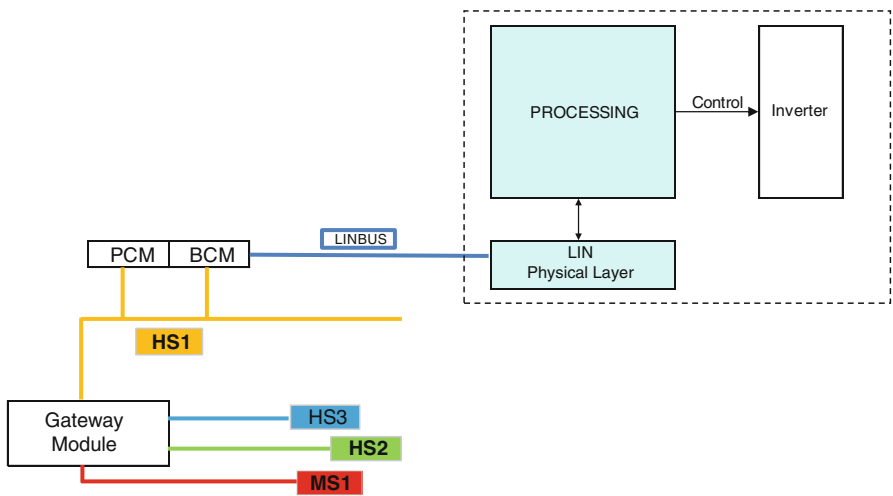 PROCESSING
Control
Inverter
LINBUS
PCM
BCM
LIN
Physical Layer
HS1
Gateway
Module
HS3
HS2
MS1